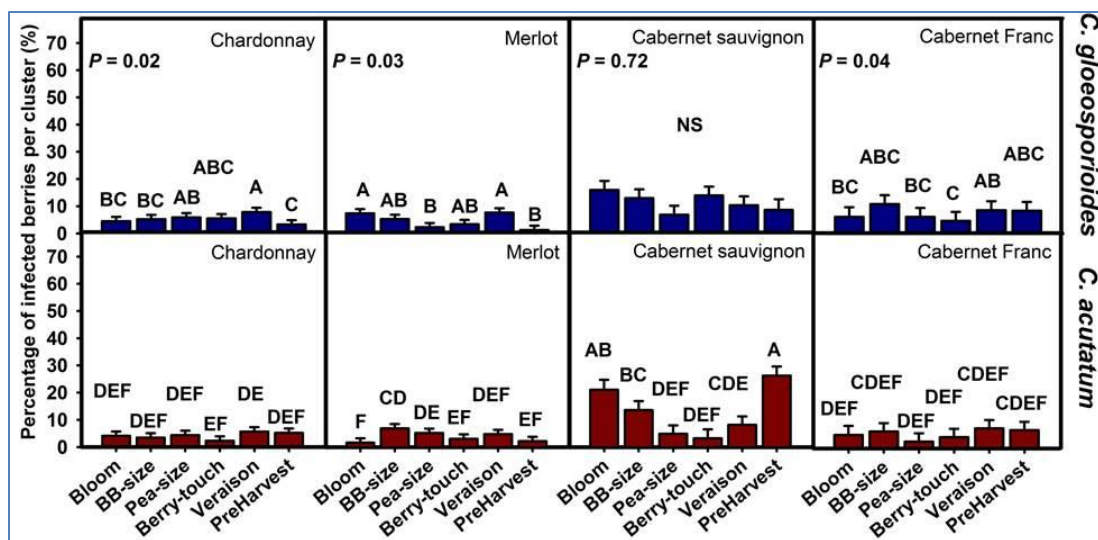 Percentage of infected berries per cluster (%)
C. gloeosporioides
C. acutatum
70
60
50
40
30
20
10
0
Chardonnay
P = 0.02
BC BC AB ABC A C
Merlot
P = 0.03
A AB B AB A B
Cabernet sauvignon
P = 0.72
NS
Cabernet Franc
P = 0.04
BC ABC BC C AB ABC
70
60
50
40
30
20
10
0
Chardonnay
DEF DEF DEF EF DE DEF
Merlot
F CD DE EF DEF EF
Cabernet sauvignon
AB BC DEF DEF CDE A
Cabernet Franc
DEF CDEF DEF DEF CDEF CDEF
Bloom
BB-size
Pea-size
Berry-touch
Veraison
PreHarvest
Bloom
BB-size
Pea-size
Berry-touch
Veraison
PreHarvest
Bloom
BB-size
Pea-size
Berry-touch
Veraison
PreHarvest
Bloom
BB-size
Pea-size
Berry-touch
Veraison
PreHarvest